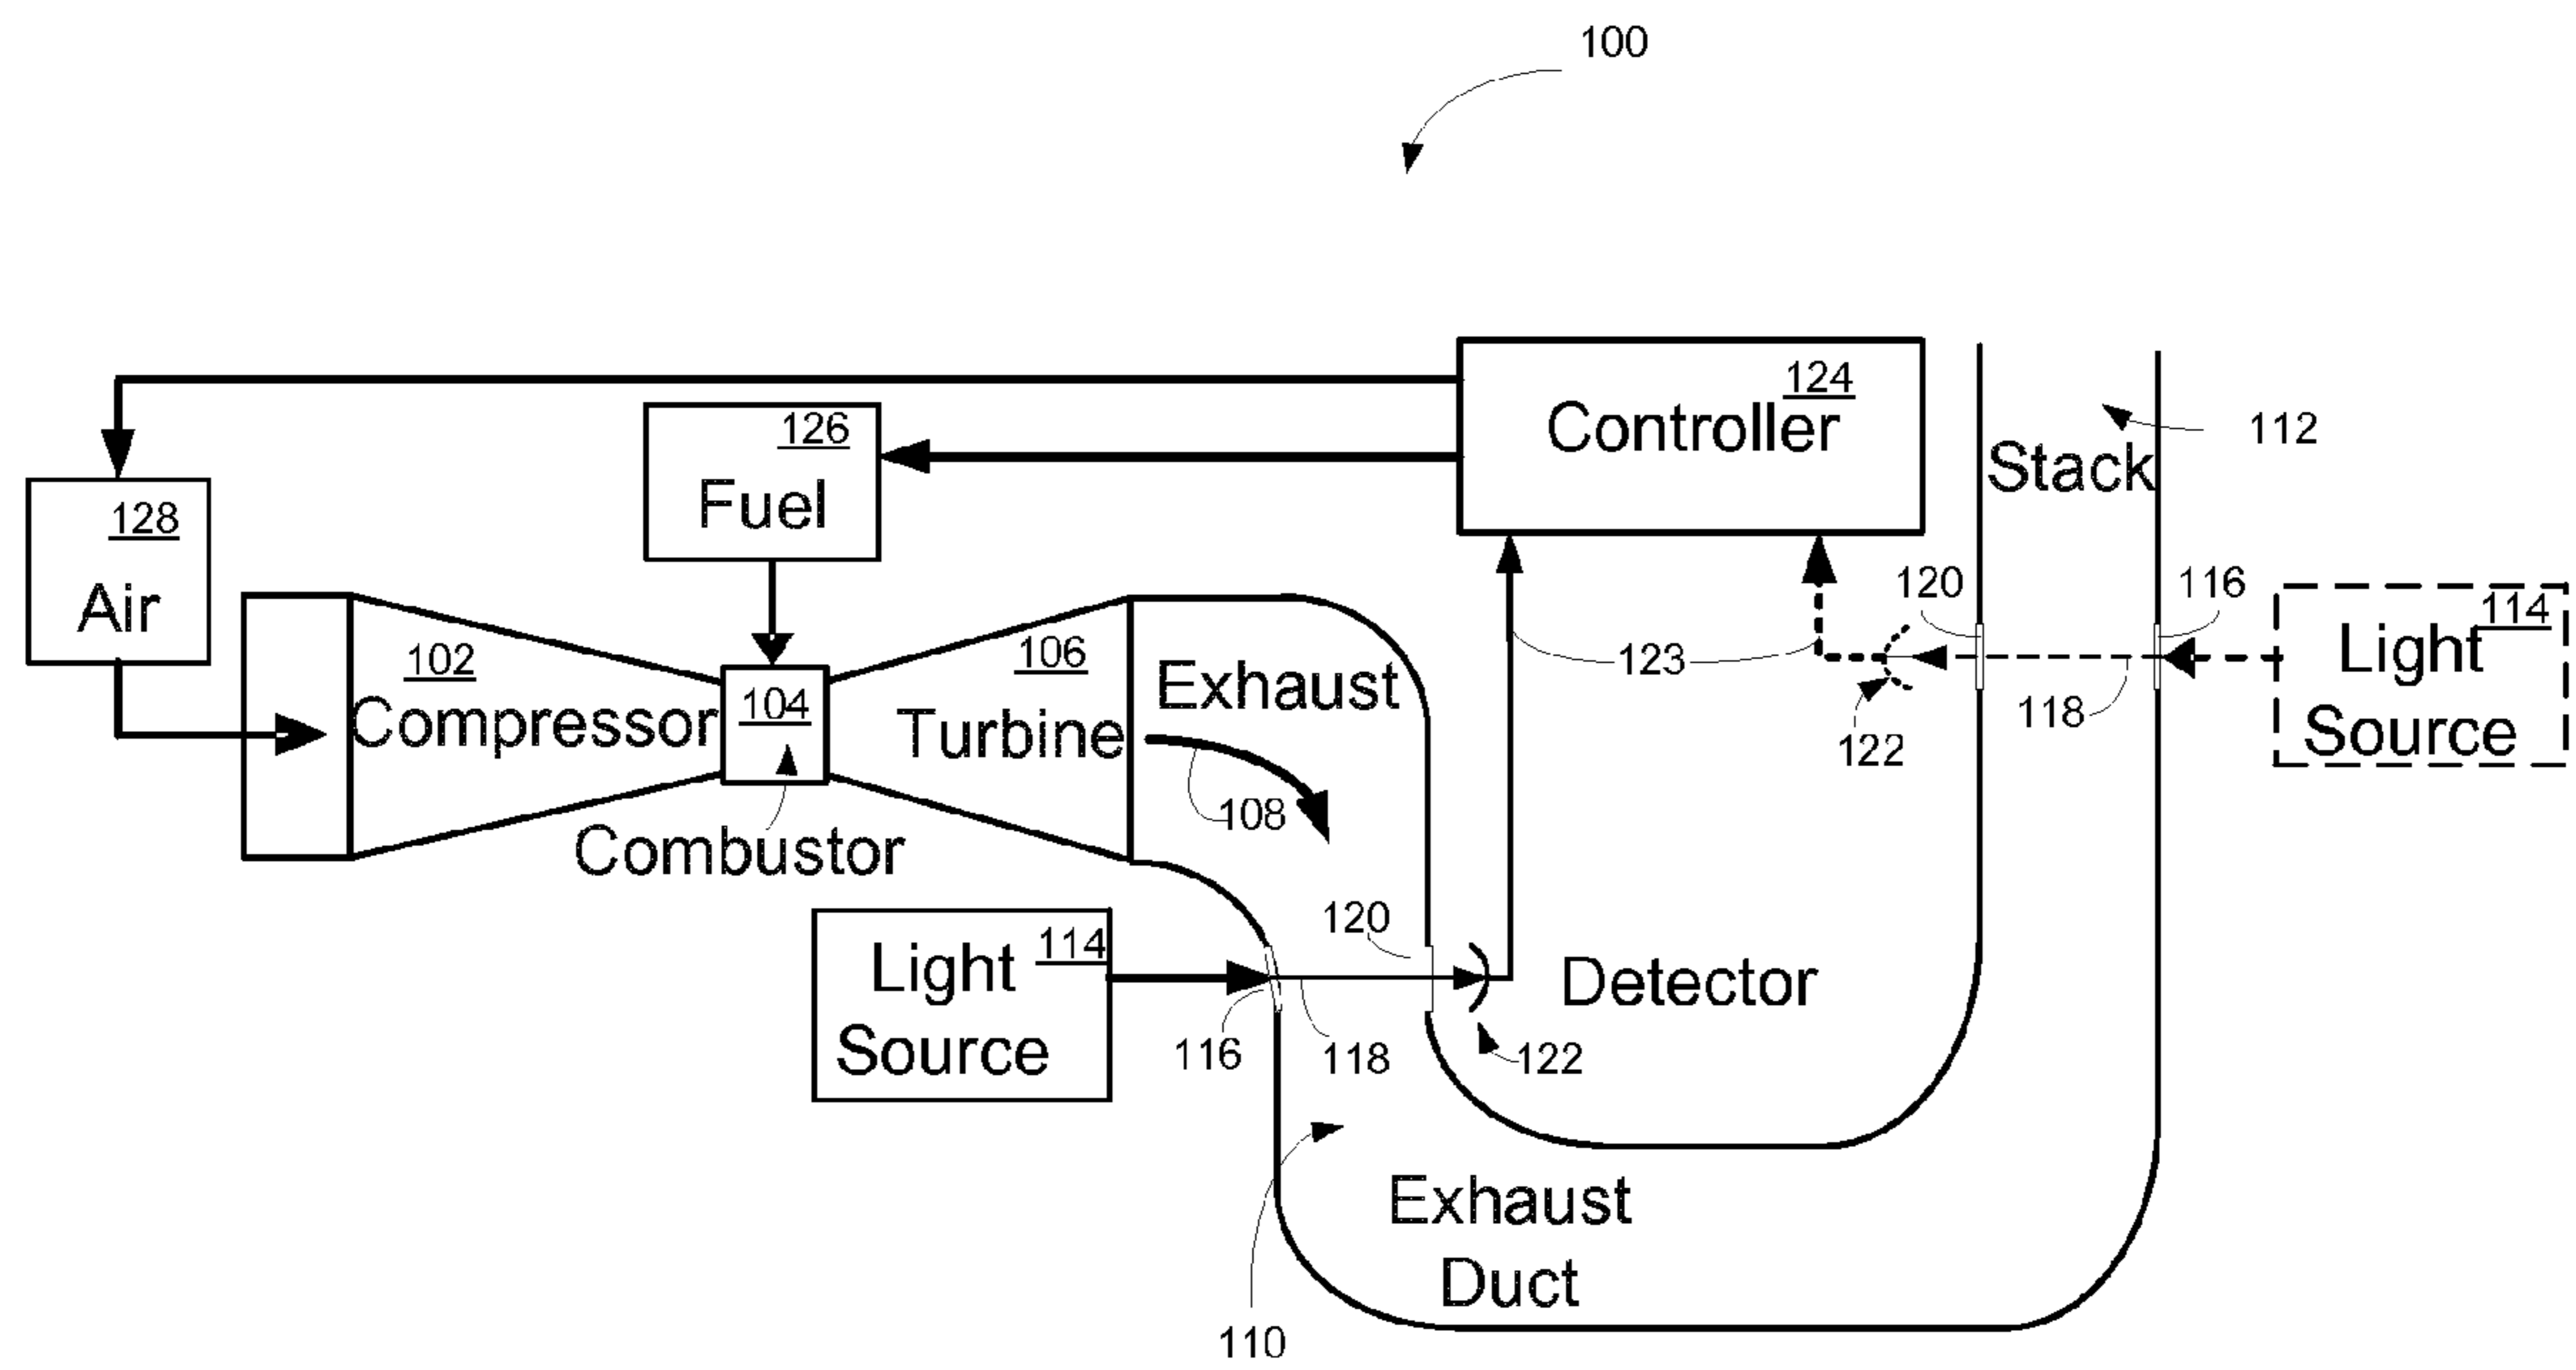 100
124
Controller
126
Fuel
128
Air
112
Stack
120
116
114
Light
Source
123
118
122
102
Compressor
104
106
Turbine
Exhaust
108
Combustor
114
Light
Source
120
Detector
116
118
122
Exhaust
Duct
110